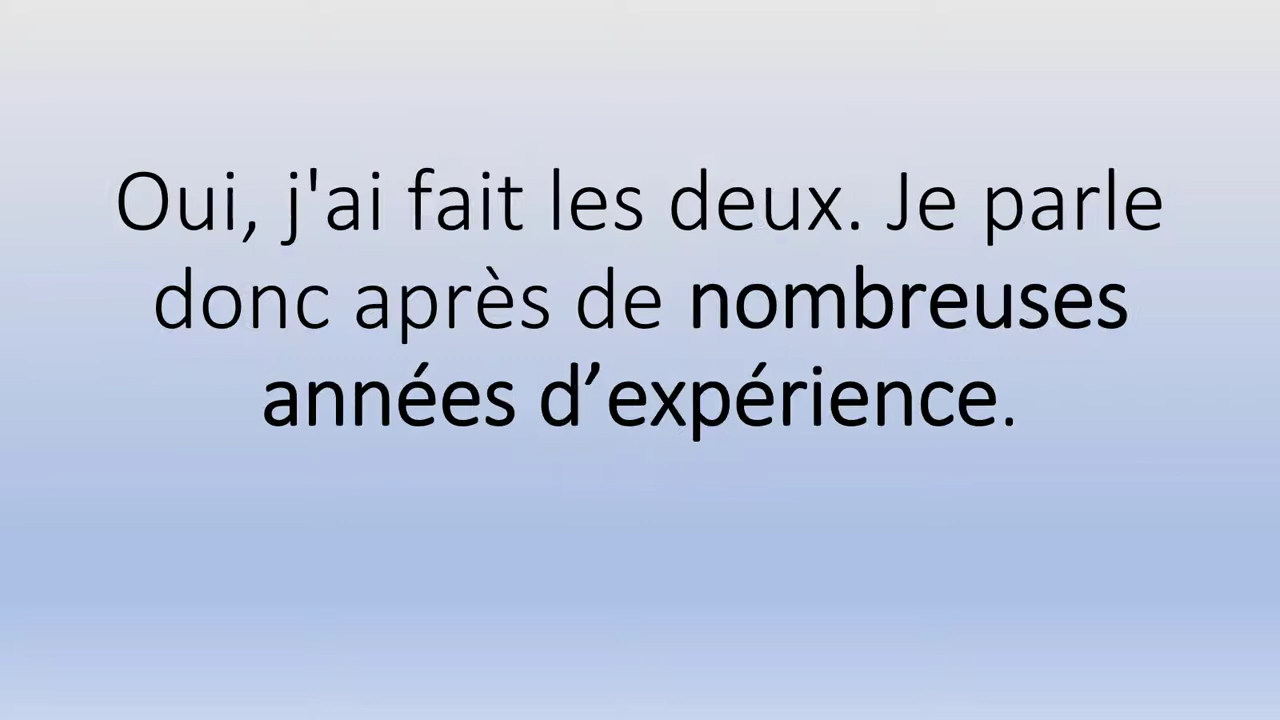 Oui, j'ai fait les deux. Je parle
donc après de nombreuses
années d’expérience.